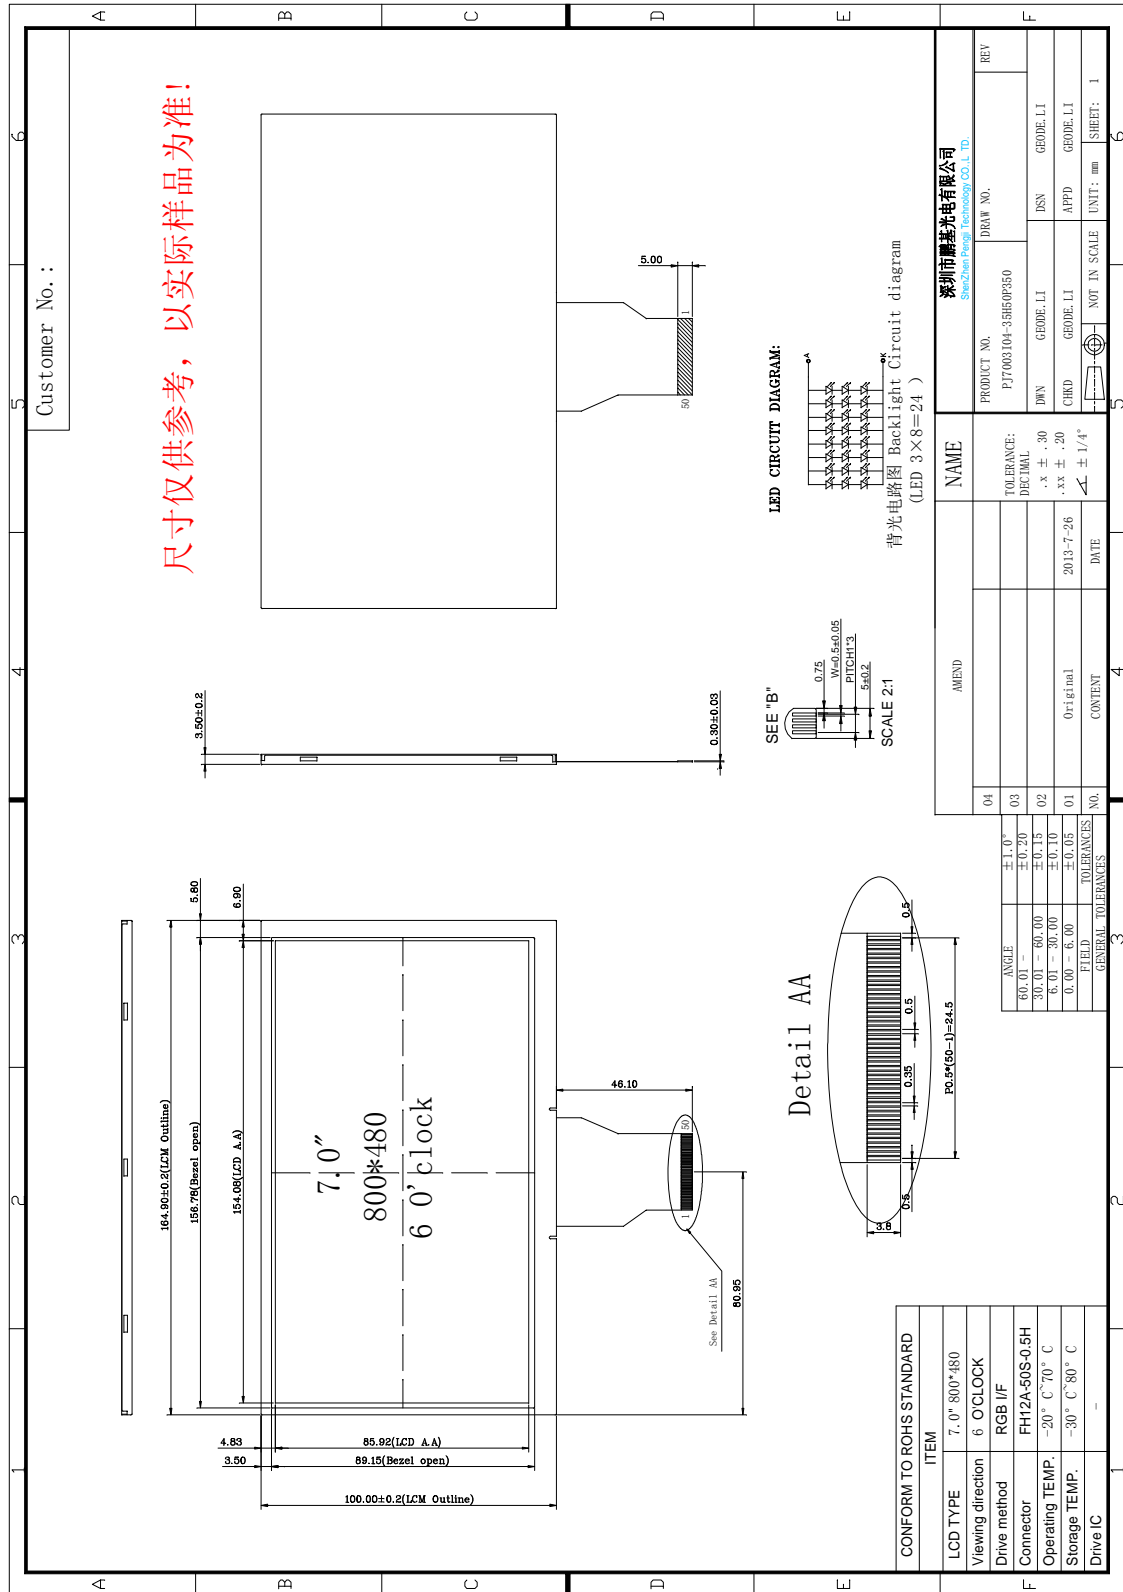 Customer No.:
尺寸仅供参考，以实际样品为准!
A
B
C
D
E
F
A
B
C
D
E
F
1
2
3
4
5
6
1
2
3
4
5
6
164.90±0.2(LCM Outline)
156.78(Bezel open)
154.08(LCD A.A)
5.80
6.90
4.83
3.50
85.92(LCD A.A)
89.15(Bezel open)
100.00±0.2(LCM Outline)
7.0″
800*480
6 O'clock
46.10
1
50
See Detail AA
80.95
3.50±0.2
0.30±0.03
5.00
50
1
Detail AA
3.8
0.5
0.35
0.5
0.5
P0.5*(50-1)=24.5
SEE "B"
0.75
W=0.5±0.05
PITCH1*3
5±0.2
SCALE 2:1
LED CIRCUIT DIAGRAM:
A
K
背光电路图 Backlight Circuit diagram
(LED 3×8=24 )
CONFORM TO ROHS STANDARD
ITEM
LCD TYPE 7.0" 800*480
Viewing direction 6 O'CLOCK
Drive method RGB I/F
Connector FH12A-50S-0.5H
Operating TEMP. -20° C~70° C
Storage TEMP. -30° C~80° C
Drive IC -
ANGLE ±1.0°
60.01 - ±0.20
30.01 - 60.00 ±0.15
6.01 - 30.00 ±0.10
0.00 - 6.00 ±0.05
FIELD TOLERANCES
GENERAL TOLERANCES
AMEND
04
03
02
01 Original 2013-7-26
NO. CONTENT DATE
NAME
TOLERANCE:
DECIMAL
.x ± .30
.xx ± .20
∠ ± 1/4°
深圳市鹏基光电有限公司
ShenZhen Pengji Technology CO.,L TD.
PRODUCT NO. DRAW NO. REV
PJ7003I04-35H50P350
DWN GEODE.LI DSN GEODE.LI
CHKD GEODE.LI APPD GEODE.LI
NOT IN SCALE UNIT: mm SHEET: 1